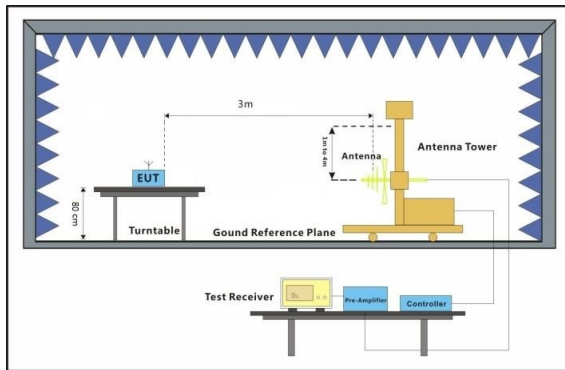 3m
1m to 4m
Antenna
Antenna Tower
EUT
80 cm
Turntable
Gound Reference Plane
Test Receiver
Pre-Amplifier
Controller